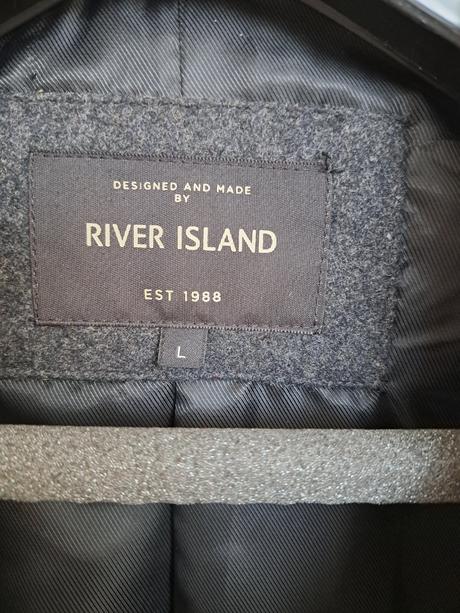 DESIGNED AND MADE
BY
RIVER ISLAND
EST 1988
L